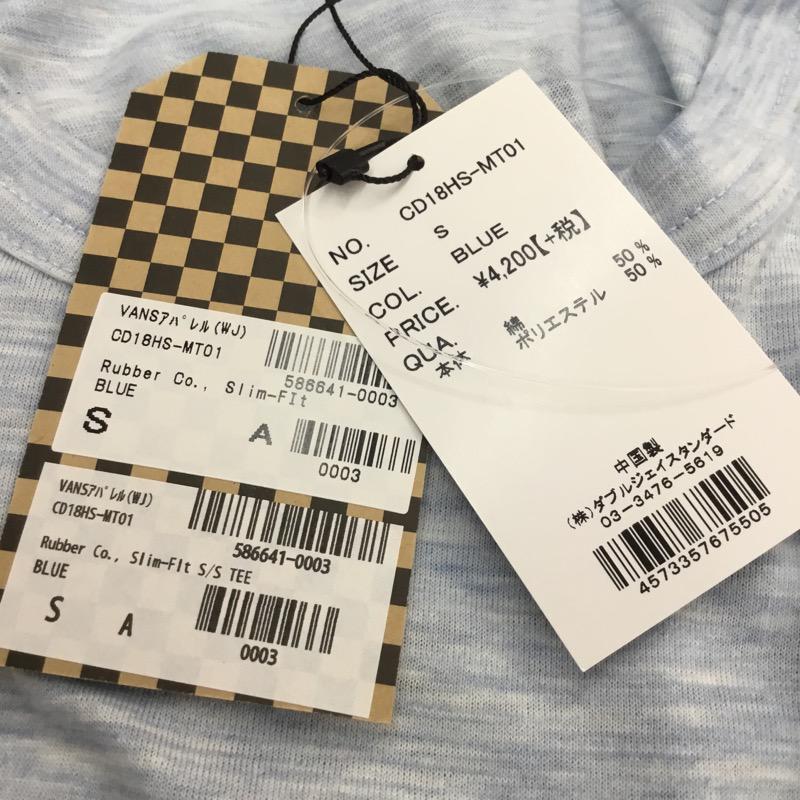 VANSアパレル(WJ)
CD18HS-MT01
586641-0003
Rubber Co., Slim-FIt
BLUE
S
A
0003
VANSアパレル(WJ)
CD18HS-MT01
586641-0003
Rubber Co., Slim-FIt S/S TEE
BLUE
S
A
0003
NO. CD18HS-MT01
SIZE S
COL. BLUE
PRICE. ¥4,200【+税】
QUA. 綿 50%
本体 ポリエステル 50%
中国製
(株)ダブルジェイスタンダード
03-3476-5619
4573357675505